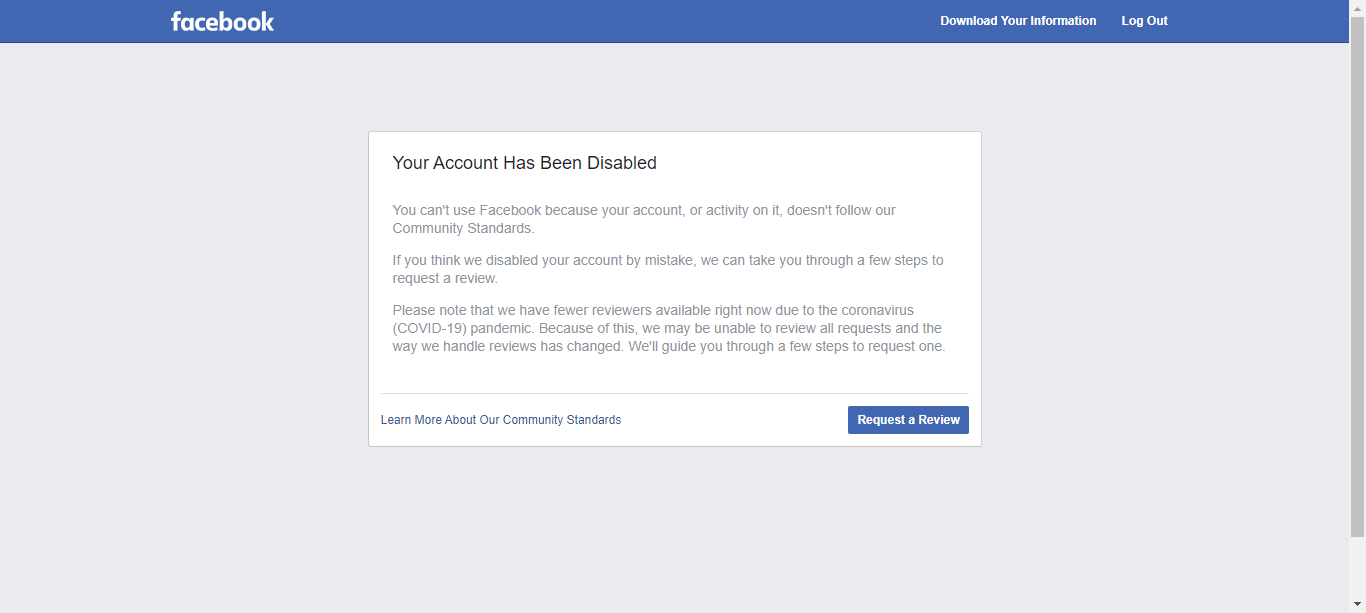 facebook
Download Your Information
Log Out
Your Account Has Been Disabled
You can't use Facebook because your account, or activity on it, doesn't follow our
Community Standards.
If you think we disabled your account by mistake, we can take you through a few steps to
request a review.
Please note that we have fewer reviewers available right now due to the coronavirus
(COVID-19) pandemic. Because of this, we may be unable to review all requests and the
way we handle reviews has changed. We'll guide you through a few steps to request one.
Learn More About Our Community Standards
Request a Review